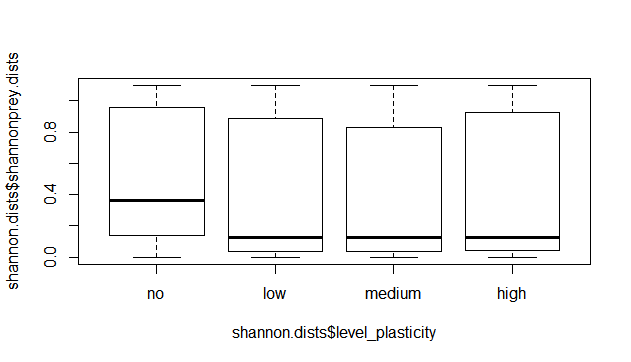 shannon.dists$shannonprey.dists
0.8
0.4
0.0
no low medium high
shannon.dists$level_plasticity